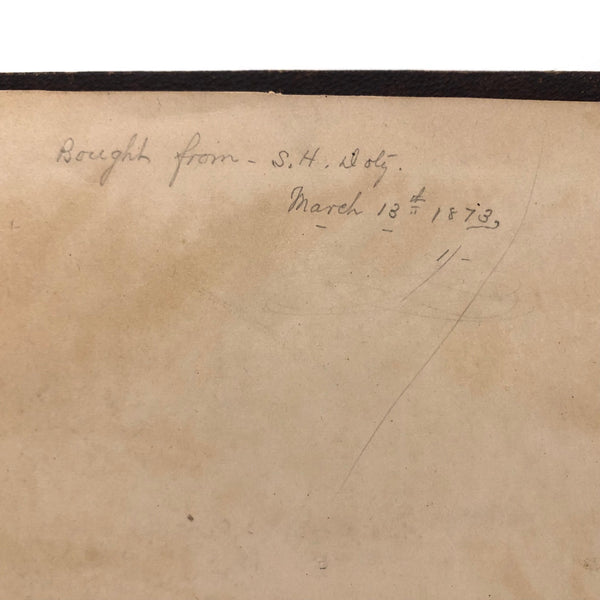 Bought from - S. H. Doty.
March 13th 1873,
1/-